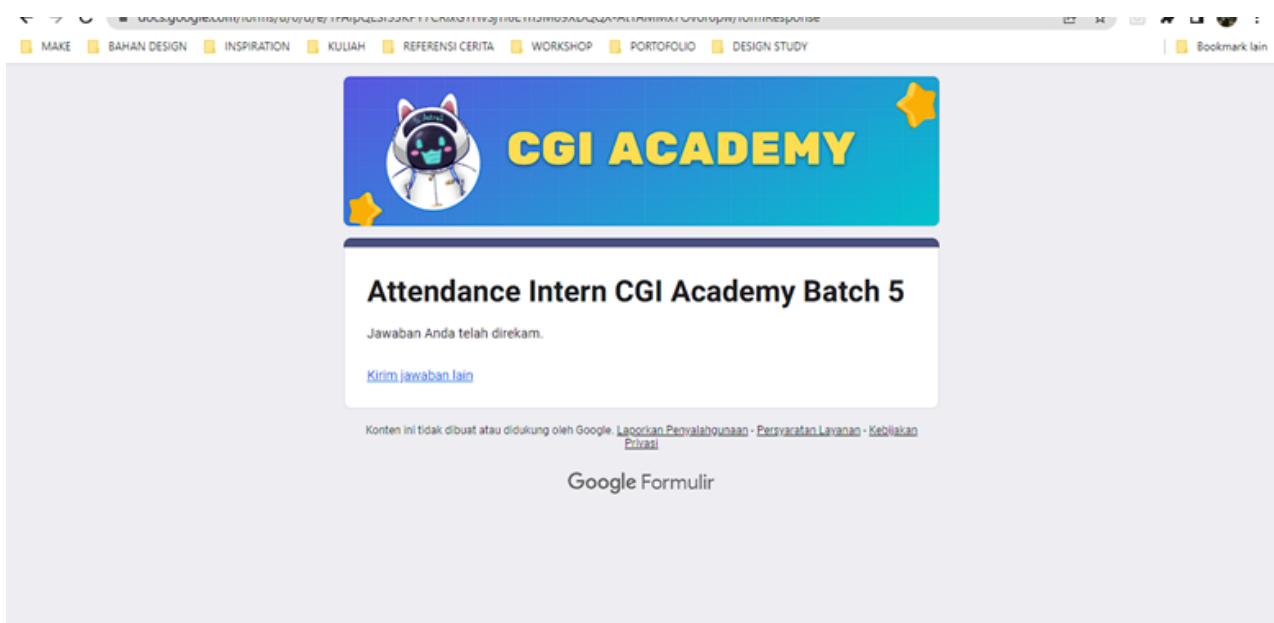 MAKE BAHAN DESIGN INSPIRATION KULIAH REFERENSI CERITA WORKSHOP PORTOFOLIO DESIGN STUDY Bookmark lain
CGI ACADEMY
Attendance Intern CGI Academy Batch 5
Jawaban Anda telah direkam.
Kirim jawaban lain
Konten ini tidak dibuat atau didukung oleh Google. Laporkan Penyalahgunaan - Persyaratan Layanan - Kebijakan
Privasi
Google Formulir